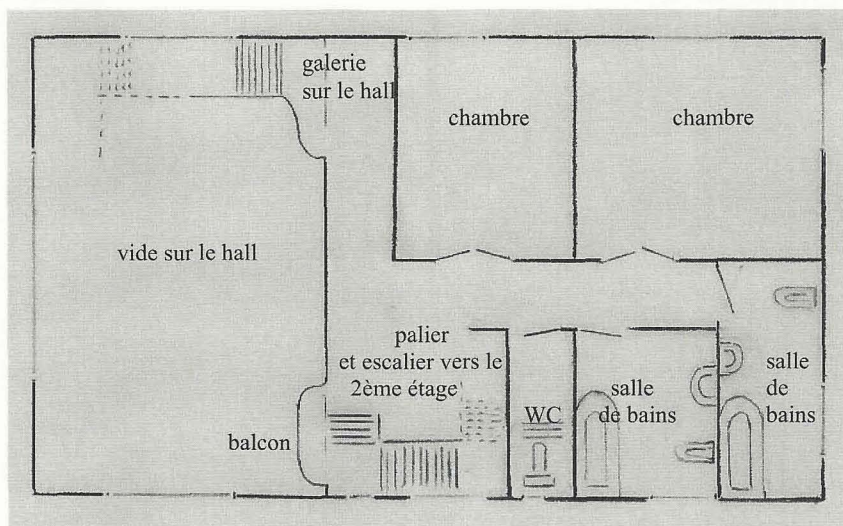 galerie
sur le hall
chambre
chambre
vide sur le hall
palier
et escalier vers le
2ème étage
balcon
WC
salle
de bains
salle
de
bains